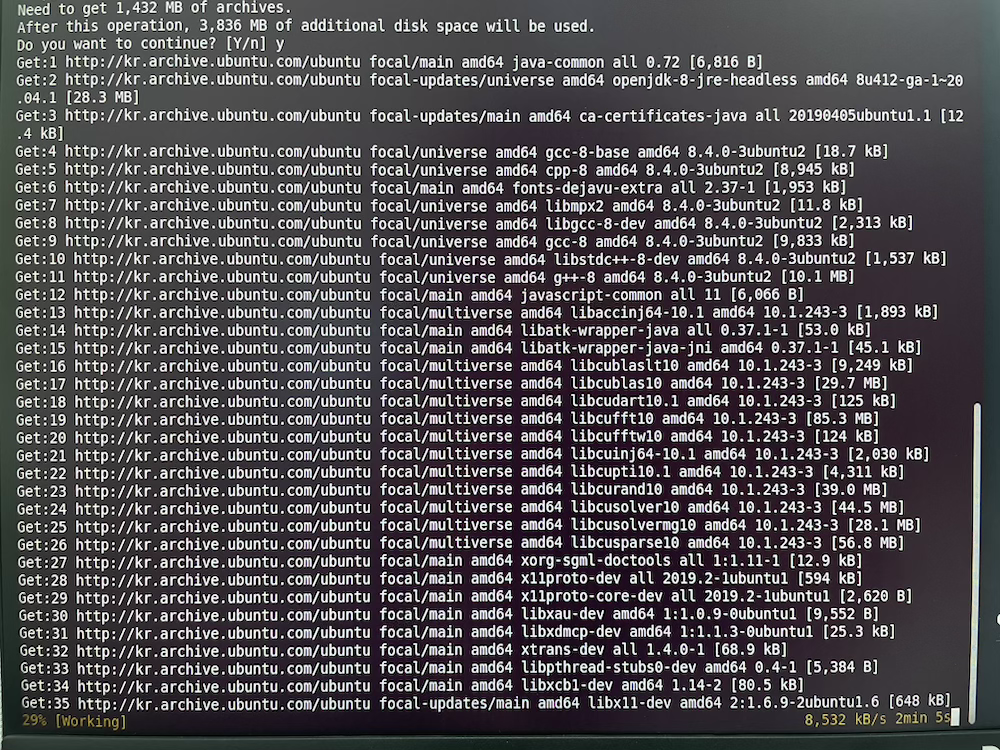 Need to get 1,432 MB of archives.
After this operation, 3,836 MB of additional disk space will be used.
Do you want to continue? [Y/n] y
Get:1 http://kr.archive.ubuntu.com/ubuntu focal/main amd64 java-common all 0.72 [6,816 B]
Get:2 http://kr.archive.ubuntu.com/ubuntu focal-updates/universe amd64 openjdk-8-jre-headless amd64 8u412-ga-1~20
.04.1 [28.3 MB]
Get:3 http://kr.archive.ubuntu.com/ubuntu focal-updates/main amd64 ca-certificates-java all 20190405ubuntu1.1 [12
.4 kB]
Get:4 http://kr.archive.ubuntu.com/ubuntu focal/universe amd64 gcc-8-base amd64 8.4.0-3ubuntu2 [18.7 kB]
Get:5 http://kr.archive.ubuntu.com/ubuntu focal/universe amd64 cpp-8 amd64 8.4.0-3ubuntu2 [8,945 kB]
Get:6 http://kr.archive.ubuntu.com/ubuntu focal/main amd64 fonts-dejavu-extra all 2.37-1 [1,953 kB]
Get:7 http://kr.archive.ubuntu.com/ubuntu focal/universe amd64 libmpx2 amd64 8.4.0-3ubuntu2 [11.8 kB]
Get:8 http://kr.archive.ubuntu.com/ubuntu focal/universe amd64 libgcc-8-dev amd64 8.4.0-3ubuntu2 [2,313 kB]
Get:9 http://kr.archive.ubuntu.com/ubuntu focal/universe amd64 gcc-8 amd64 8.4.0-3ubuntu2 [9,833 kB]
Get:10 http://kr.archive.ubuntu.com/ubuntu focal/universe amd64 libstdc++-8-dev amd64 8.4.0-3ubuntu2 [1,537 kB]
Get:11 http://kr.archive.ubuntu.com/ubuntu focal/universe amd64 g++-8 amd64 8.4.0-3ubuntu2 [10.1 MB]
Get:12 http://kr.archive.ubuntu.com/ubuntu focal/main amd64 javascript-common all 11 [6,066 B]
Get:13 http://kr.archive.ubuntu.com/ubuntu focal/multiverse amd64 libaccinj64-10.1 amd64 10.1.243-3 [1,893 kB]
Get:14 http://kr.archive.ubuntu.com/ubuntu focal/main amd64 libatk-wrapper-java all 0.37.1-1 [53.0 kB]
Get:15 http://kr.archive.ubuntu.com/ubuntu focal/main amd64 libatk-wrapper-java-jni amd64 0.37.1-1 [45.1 kB]
Get:16 http://kr.archive.ubuntu.com/ubuntu focal/multiverse amd64 libcublaslt10 amd64 10.1.243-3 [9,249 kB]
Get:17 http://kr.archive.ubuntu.com/ubuntu focal/multiverse amd64 libcublas10 amd64 10.1.243-3 [29.7 MB]
Get:18 http://kr.archive.ubuntu.com/ubuntu focal/multiverse amd64 libcudart10.1 amd64 10.1.243-3 [125 kB]
Get:19 http://kr.archive.ubuntu.com/ubuntu focal/multiverse amd64 libcufft10 amd64 10.1.243-3 [85.3 MB]
Get:20 http://kr.archive.ubuntu.com/ubuntu focal/multiverse amd64 libcufftw10 amd64 10.1.243-3 [124 kB]
Get:21 http://kr.archive.ubuntu.com/ubuntu focal/multiverse amd64 libcuinj64-10.1 amd64 10.1.243-3 [2,030 kB]
Get:22 http://kr.archive.ubuntu.com/ubuntu focal/multiverse amd64 libcupti10.1 amd64 10.1.243-3 [4,311 kB]
Get:23 http://kr.archive.ubuntu.com/ubuntu focal/multiverse amd64 libcurand10 amd64 10.1.243-3 [39.0 MB]
Get:24 http://kr.archive.ubuntu.com/ubuntu focal/multiverse amd64 libcusolver10 amd64 10.1.243-3 [44.5 MB]
Get:25 http://kr.archive.ubuntu.com/ubuntu focal/multiverse amd64 libcusolvermg10 amd64 10.1.243-3 [28.1 MB]
Get:26 http://kr.archive.ubuntu.com/ubuntu focal/multiverse amd64 libcusparse10 amd64 10.1.243-3 [56.8 MB]
Get:27 http://kr.archive.ubuntu.com/ubuntu focal/main amd64 xorg-sgml-doctools all 1:1.11-1 [12.9 kB]
Get:28 http://kr.archive.ubuntu.com/ubuntu focal/main amd64 x11proto-dev all 2019.2-1ubuntu1 [594 kB]
Get:29 http://kr.archive.ubuntu.com/ubuntu focal/main amd64 x11proto-core-dev all 2019.2-1ubuntu1 [2,620 B]
Get:30 http://kr.archive.ubuntu.com/ubuntu focal/main amd64 libxau-dev amd64 1:1.0.9-0ubuntu1 [9,552 B]
Get:31 http://kr.archive.ubuntu.com/ubuntu focal/main amd64 libxdmcp-dev amd64 1:1.1.3-0ubuntu1 [25.3 kB]
Get:32 http://kr.archive.ubuntu.com/ubuntu focal/main amd64 xtrans-dev all 1.4.0-1 [68.9 kB]
Get:33 http://kr.archive.ubuntu.com/ubuntu focal/main amd64 libpthread-stubs0-dev amd64 0.4-1 [5,384 B]
Get:34 http://kr.archive.ubuntu.com/ubuntu focal/main amd64 libxcb1-dev amd64 1.14-2 [80.5 kB]
Get:35 http://kr.archive.ubuntu.com/ubuntu focal-updates/main amd64 libx11-dev amd64 2:1.6.9-2ubuntu1.6 [648 kB]
29% [Working] 8,532 kB/s 2min 5s